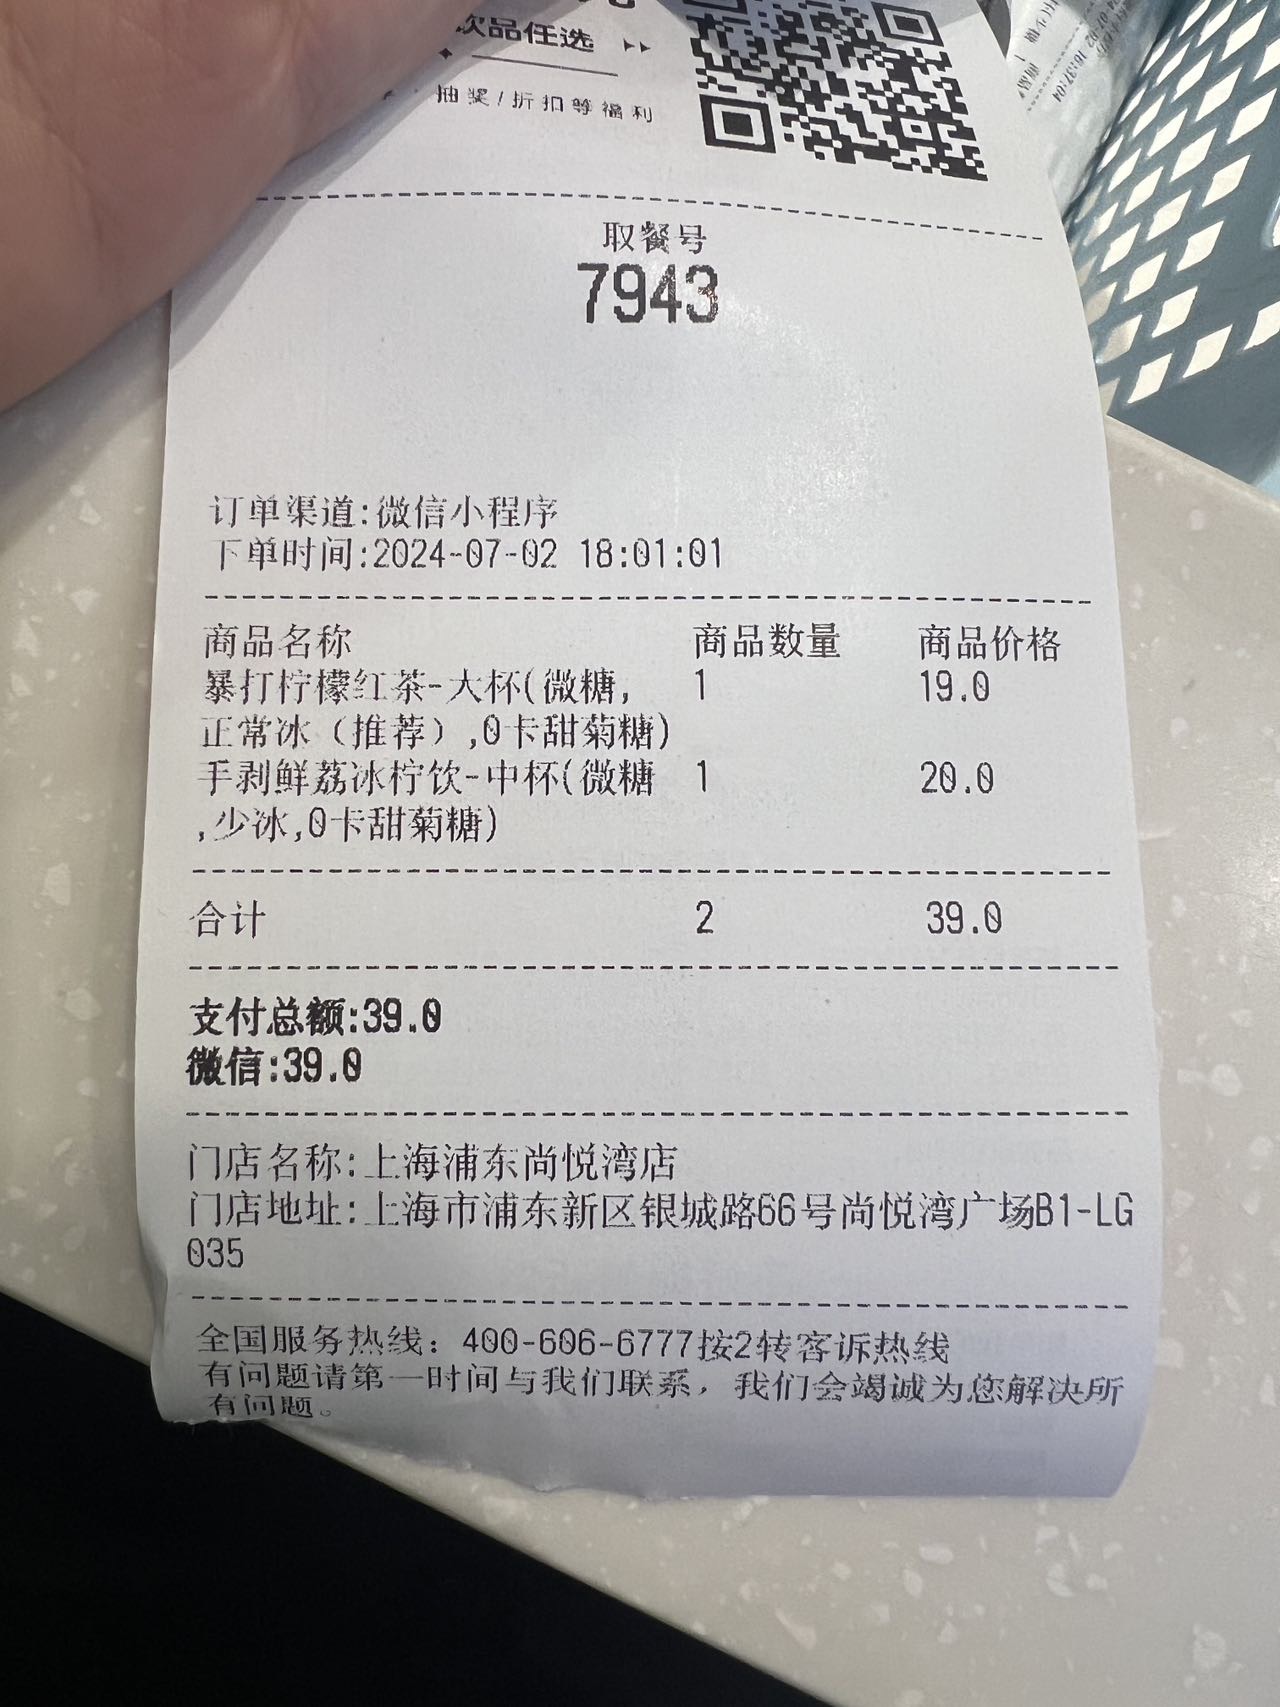 饮品任选
抽奖/折扣等福利
取餐号
7943
订单渠道:微信小程序
下单时间:2024-07-02 18:01:01
商品名称 商品数量 商品价格
暴打柠檬红茶-大杯(微糖, 1 19.0
正常冰（推荐）,0卡甜菊糖)
手剥鲜荔冰柠饮-中杯(微糖 1 20.0
,少冰,0卡甜菊糖)
合计 2 39.0
支付总额:39.0
微信:39.0
门店名称:上海浦东尚悦湾店
门店地址:上海市浦东新区银城路66号尚悦湾广场B1-LG
035
全国服务热线：400-606-6777按2转客诉热线
有问题请第一时间与我们联系，我们会竭诚为您解决所
有问题。
16:37:04